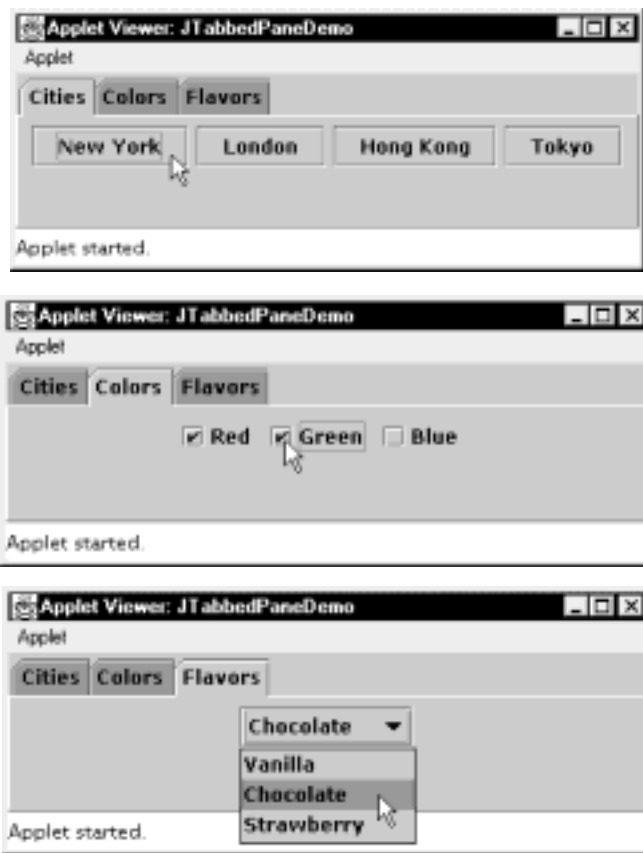 Applet Viewer: JTabbedPaneDemo
Applet
Cities Colors Flavors
New York London Hong Kong Tokyo
Applet started.
Applet Viewer: JTabbedPaneDemo
Applet
Cities Colors Flavors
Red Green Blue
Applet started.
Applet Viewer: JTabbedPaneDemo
Applet
Cities Colors Flavors
Chocolate
Vanilla
Chocolate
Strawberry
Applet started.